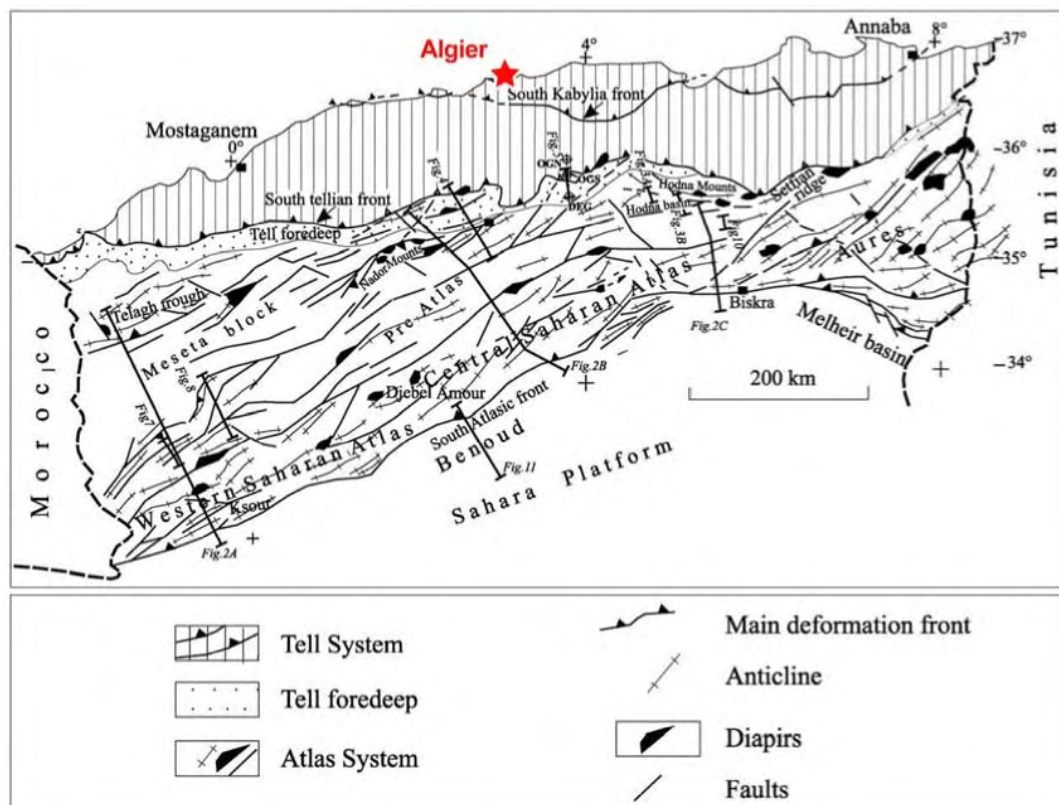 Algier
4°
Annaba
8°
37°
South Kabylia front
Mostaganem
0°
36°
Tunisia
Fig.4
OGN
OGS
DEG
Hodna Mounts
Hodna basin
Fig.3B
Fig.10
Setifian
ridge
South tellian front
Tell foredeep
Nador Mounts
Aures
35°
Telagh trough
Meseta block
Pre Atlas
Central Saharan Atlas
Biskra
Fig.2C
Melheir basin
34°
Morocco
Fig.8
Fig7
Fig.2B
200 km
Djebel Amour
South Atlasic front
Benoud
Western Saharan Atlas
Fig.11
Sahara Platform
Ksour
Fig.2A
Tell System
Main deformation front
Tell foredeep
Anticline
Atlas System
Diapirs
Faults